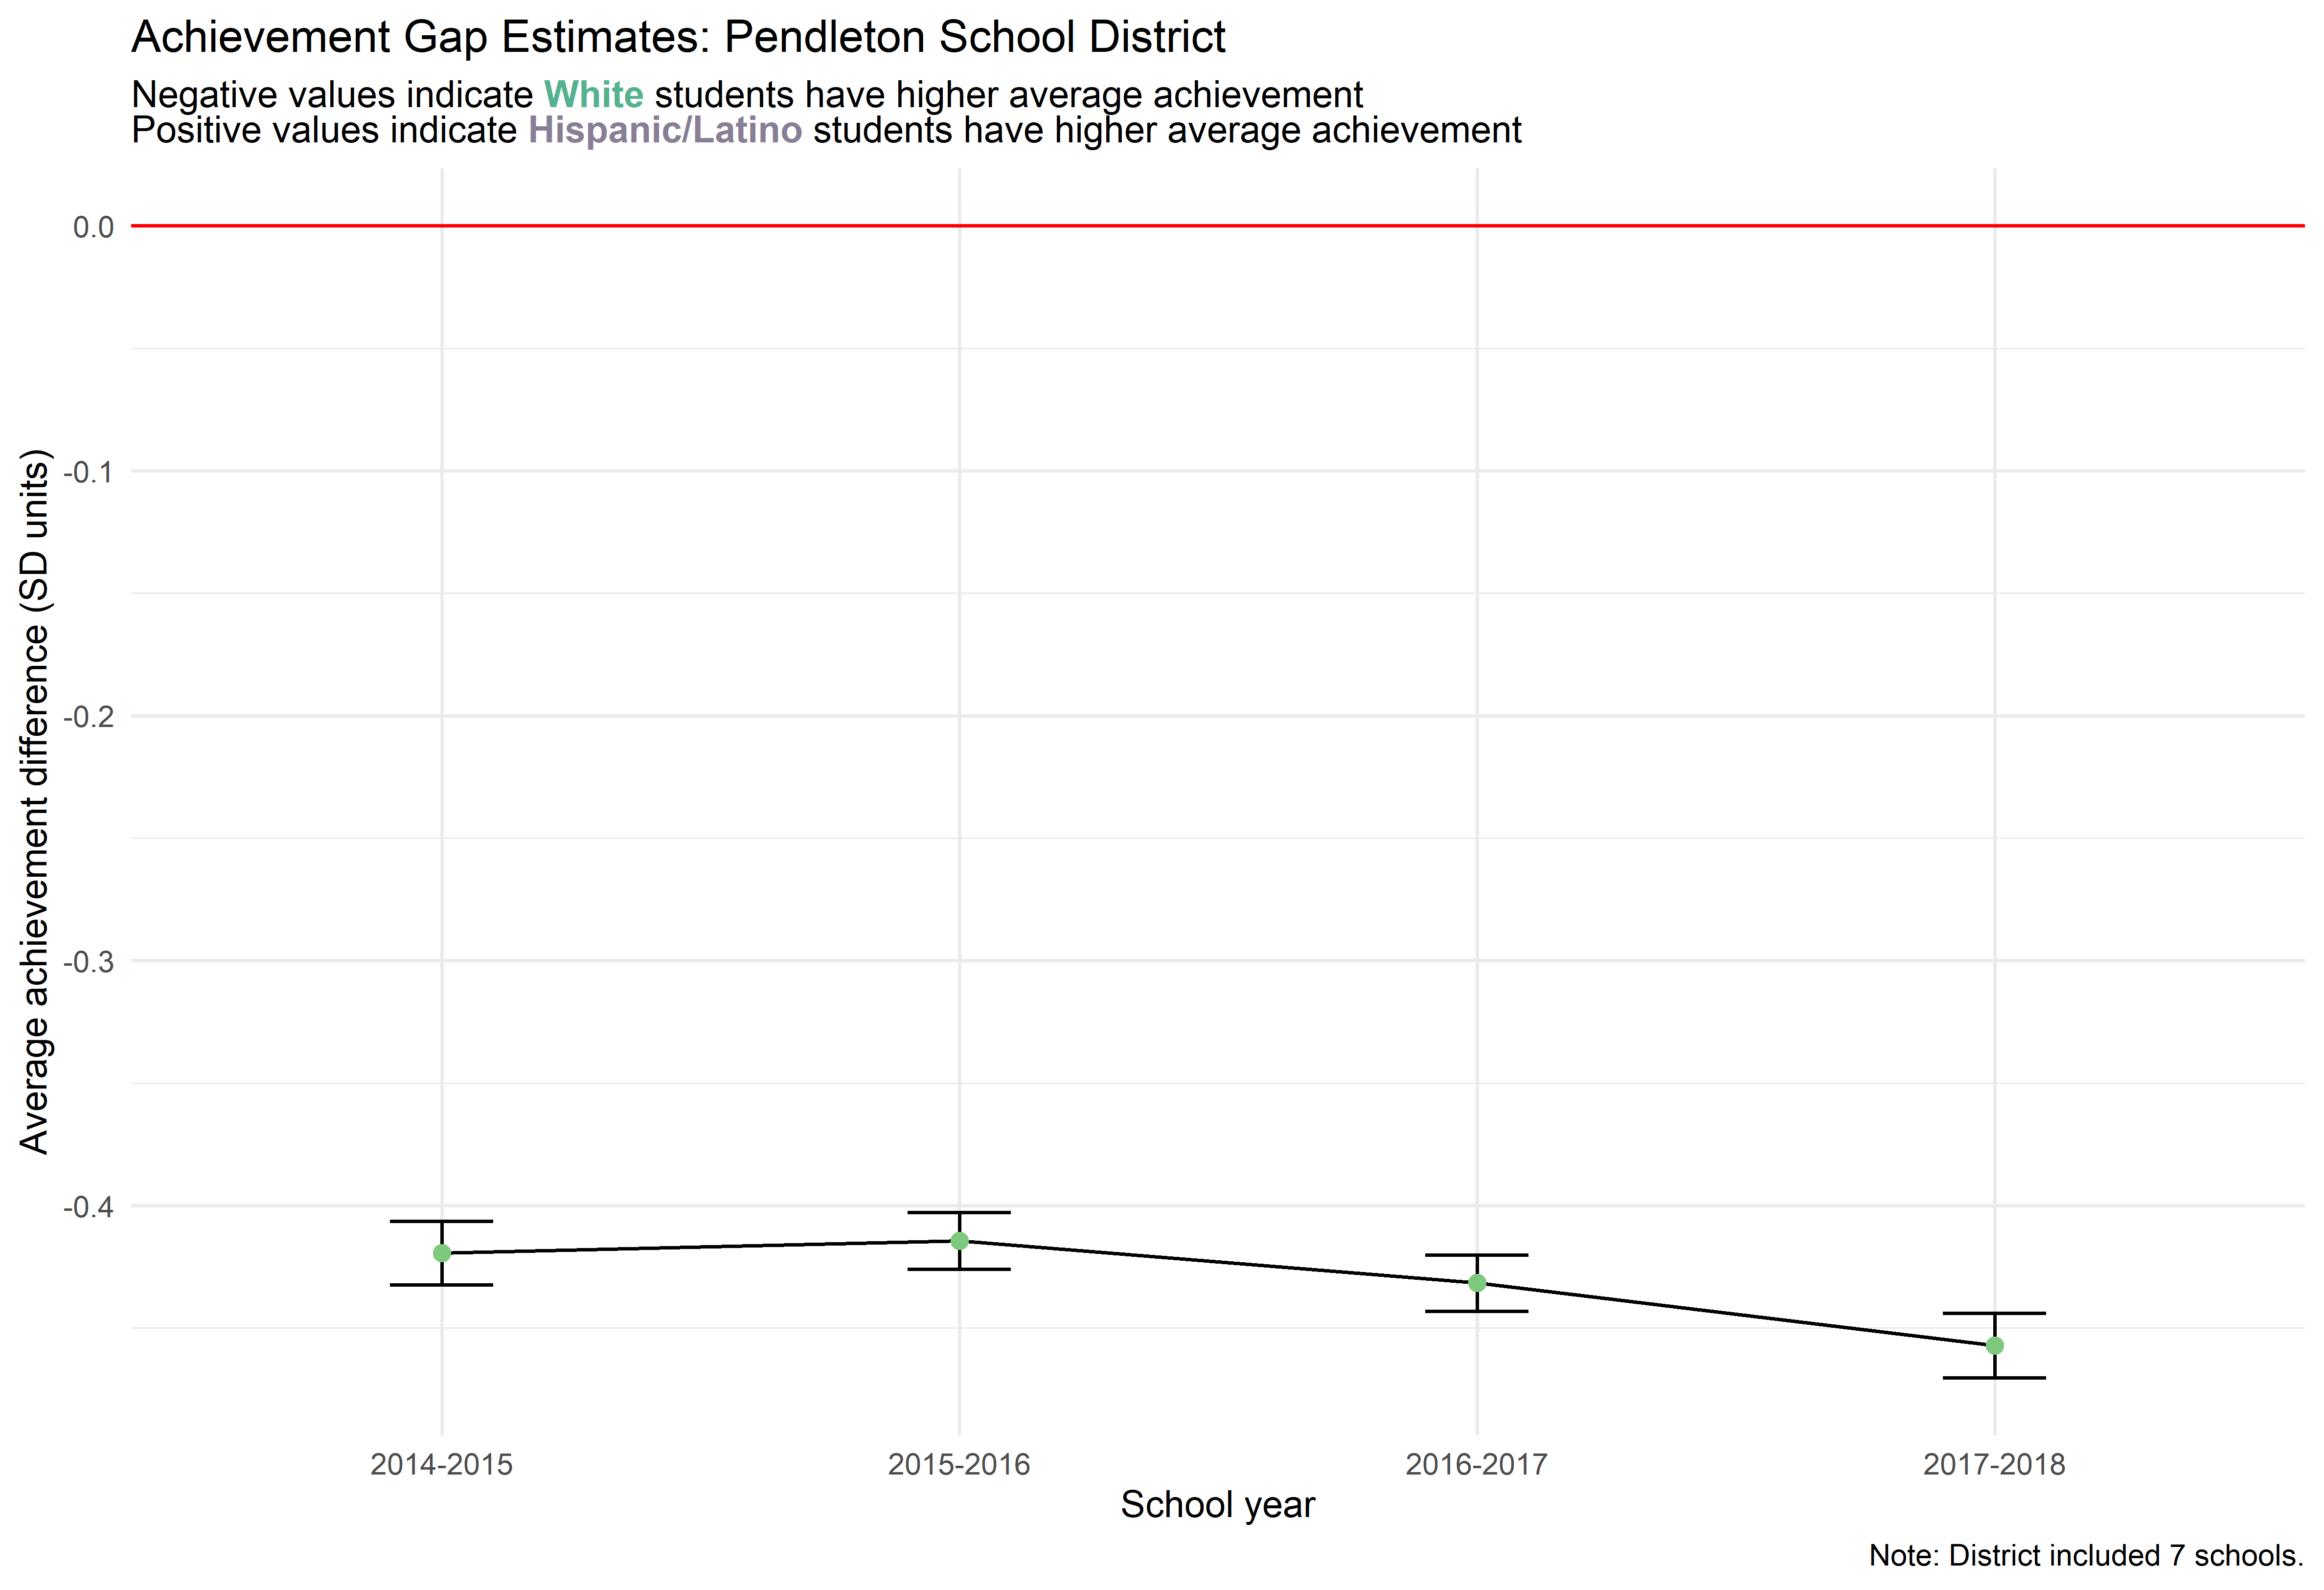 Achievement Gap Estimates: Pendleton School District
Negative values indicate White students have higher average achievement
Positive values indicate Hispanic/Latino students have higher average achievement
Average achievement difference (SD units)
0.0
-0.1
-0.2
-0.3
-0.4
2014-2015
2015-2016
2016-2017
2017-2018
School year
Note: District included 7 schools.